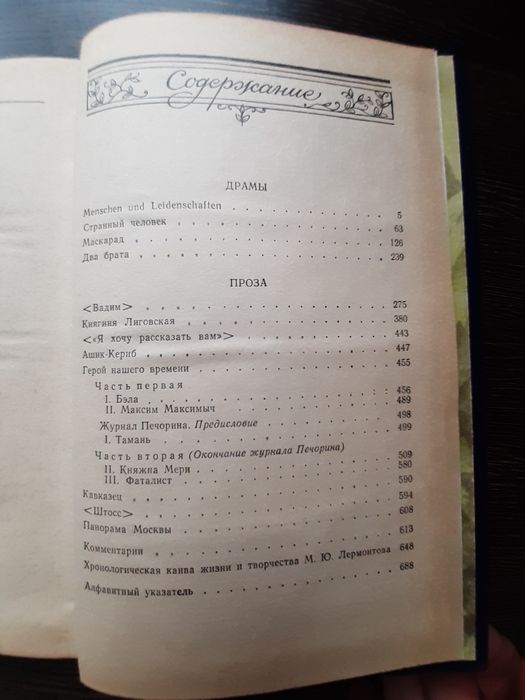 Содержание
ДРАМЫ
Menschen und Leidenschaften . . . . . . . . . . 5
Странный человек . . . . . . . . . . 63
Маскарад . . . . . . . . . . 126
Два брата . . . . . . . . . . 239
ПРОЗА
<Вадим> . . . . . . . . . . 275
Княгиня Лиговская . . . . . . . . . . 380
<«Я хочу рассказать вам»> . . . . . . . . . . 443
Ашик-Кериб . . . . . . . . . . 447
Герой нашего времени . . . . . . . . . . 455
Часть первая
I. Бэла . . . . . . . . . . 456
II. Максим Максимыч . . . . . . . . . . 489
Журнал Печорина. Предисловие . . . . . . . . . . 498
I. Тамань . . . . . . . . . . 499
Часть вторая (Окончание журнала Печорина)
II. Княжна Мери . . . . . . . . . . 509
III. Фаталист . . . . . . . . . . 580
Кавказец . . . . . . . . . . 590
<Штосс> . . . . . . . . . . 594
Панорама Москвы . . . . . . . . . . 608
Комментарии . . . . . . . . . . 613
Хронологическая канва жизни и творчества М. Ю. Лермонтова 648
Алфавитный указатель . . . . . . . . . . 688